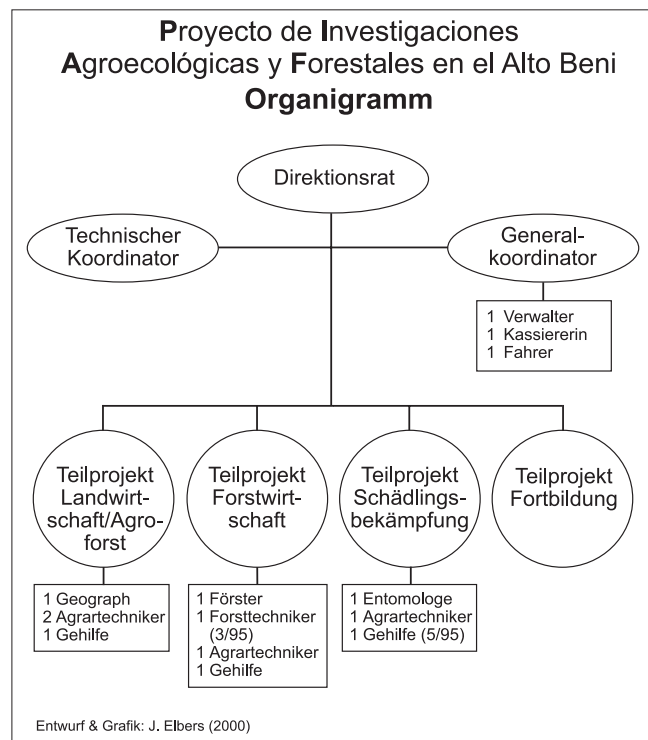 Proyecto de Investigaciones
Agroecológicas y Forestales en el Alto Beni
Organigramm
Direktionsrat
Technischer
Koordinator
General-
koordinator
1 Verwalter
1 Kassiererin
1 Fahrer
Teilprojekt
Landwirt-
schaft/Agro-
forst
Teilprojekt
Forstwirt-
schaft
Teilprojekt
Schädlings-
bekämpfung
Teilprojekt
Fortbildung
1 Geograph
2 Agrartechniker
1 Gehilfe
1 Förster
1 Forsttechniker
(3/95)
1 Agrartechniker
1 Gehilfe
1 Entomologe
1 Agrartechniker
1 Gehilfe (5/95)
Entwurf & Grafik: J. Elbers (2000)